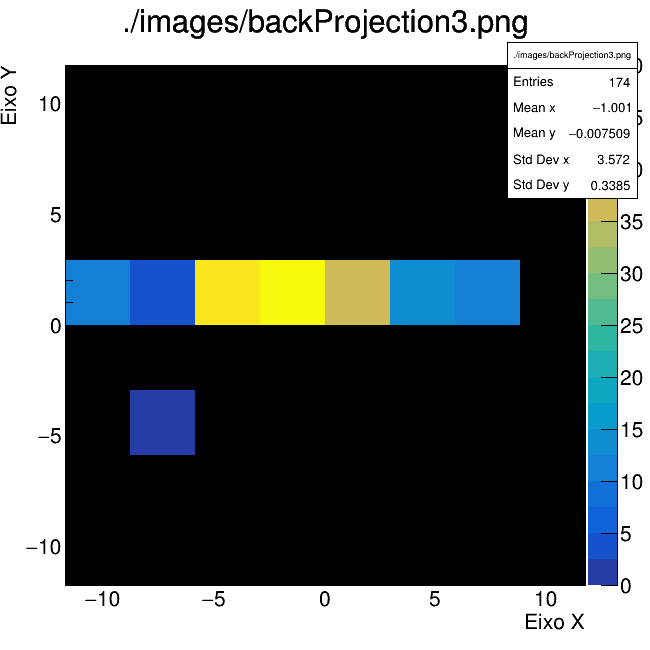 ./images/backProjection3.png
Eixo Y
./images/backProjection3.png
Entries 174
Mean x −1.001
Mean y −0.007509
Std Dev x 3.572
Std Dev y 0.3385
10
5
0
−5
−10
35
30
25
20
15
10
5
0
−10 −5 0 5 10
Eixo X